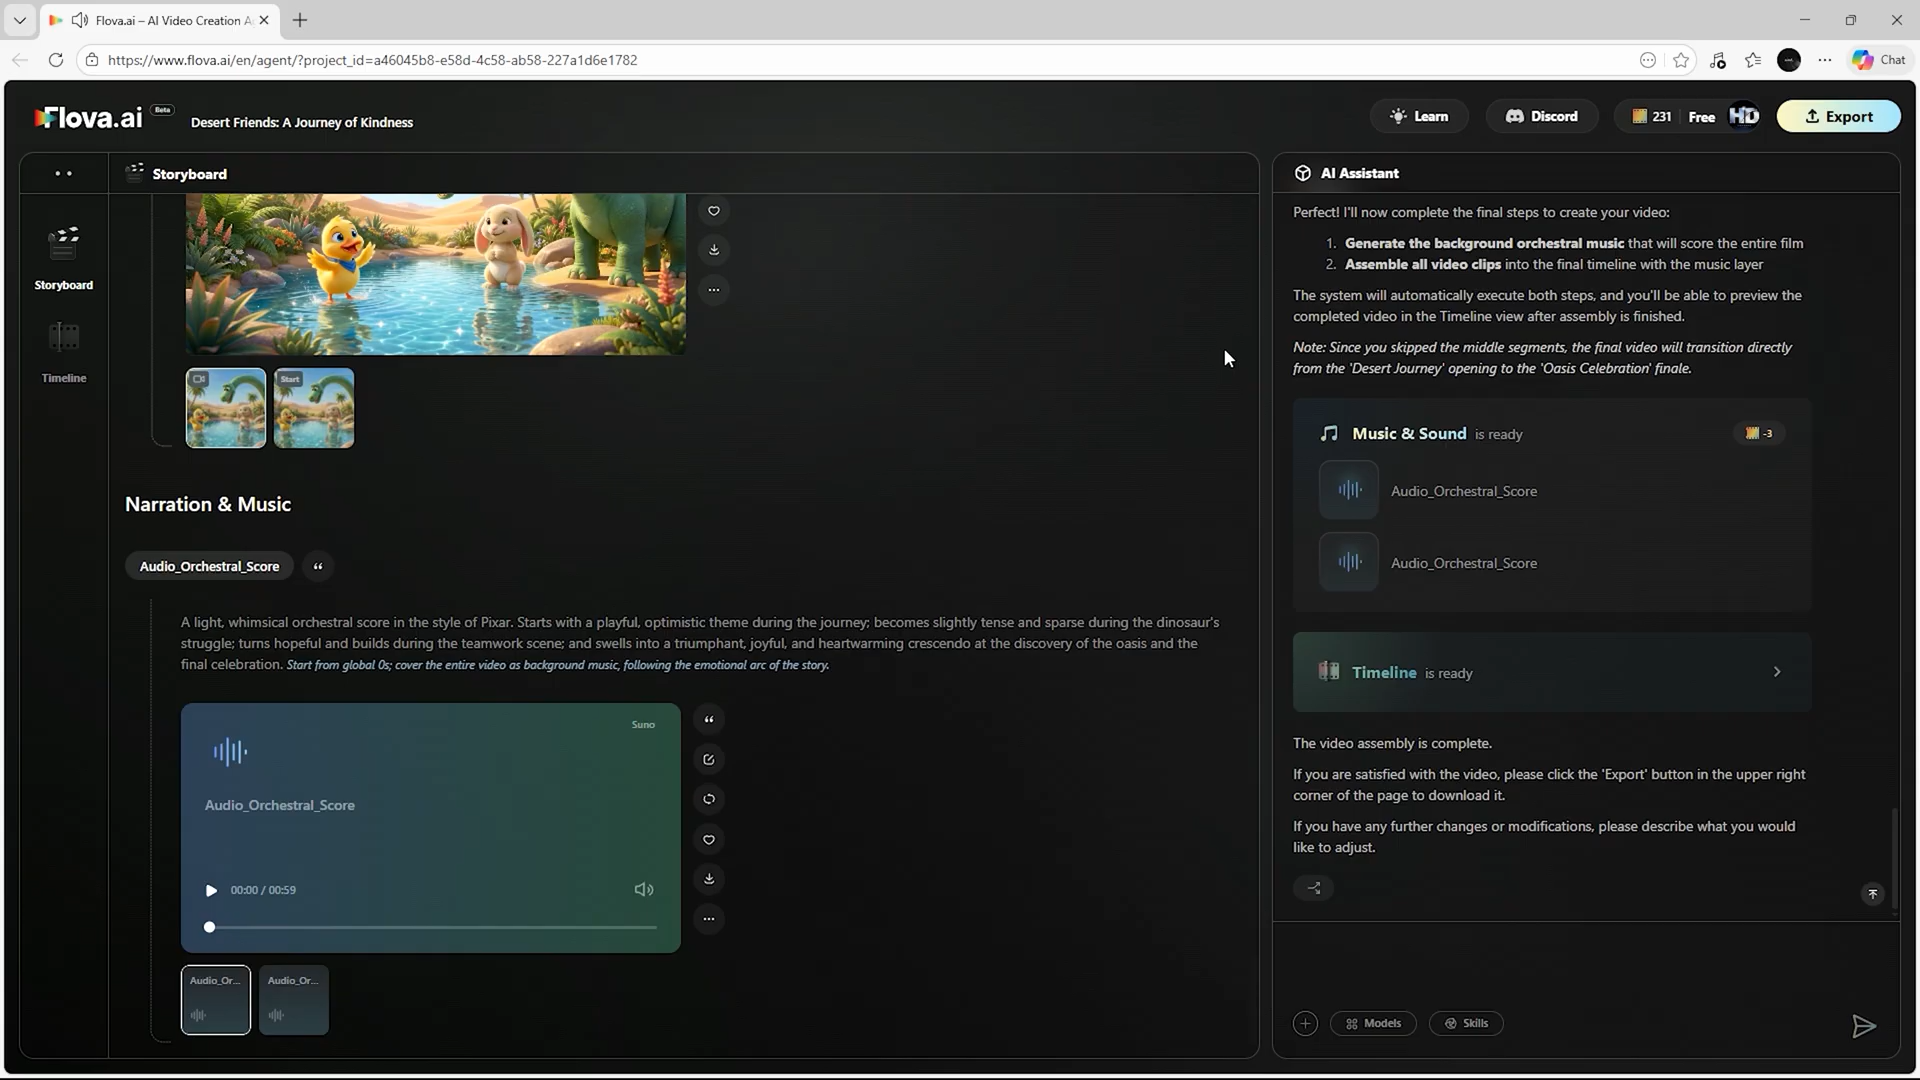 Flova.ai – AI Video Creation A
https://www.flova.ai/en/agent/?project_id=a46045b8-e58d-4c58-ab58-227a1d6e1782
Chat
Flova.ai
Beta
Desert Friends: A Journey of Kindness
Learn
Discord
231
Free
HD
Export
Storyboard
AI Assistant
Storyboard
Timeline
Start
Narration & Music
Audio_Orchestral_Score
A light, whimsical orchestral score in the style of Pixar. Starts with a playful, optimistic theme during the journey; becomes slightly tense and sparse during the dinosaur's
struggle; turns hopeful and builds during the teamwork scene; and swells into a triumphant, joyful, and heartwarming crescendo at the discovery of the oasis and the
final celebration. Start from global 0s; cover the entire video as background music, following the emotional arc of the story.
Suno
Audio_Orchestral_Score
00:00 / 00:59
Audio_Or...
Audio_Or...
Perfect! I'll now complete the final steps to create your video:
1. Generate the background orchestral music that will score the entire film
2. Assemble all video clips into the final timeline with the music layer
The system will automatically execute both steps, and you'll be able to preview the
completed video in the Timeline view after assembly is finished.
Note: Since you skipped the middle segments, the final video will transition directly
from the 'Desert Journey' opening to the 'Oasis Celebration' finale.
Music & Sound is ready
-3
Audio_Orchestral_Score
Audio_Orchestral_Score
Timeline is ready
The video assembly is complete.
If you are satisfied with the video, please click the 'Export' button in the upper right
corner of the page to download it.
If you have any further changes or modifications, please describe what you would
like to adjust.
Models
Skills